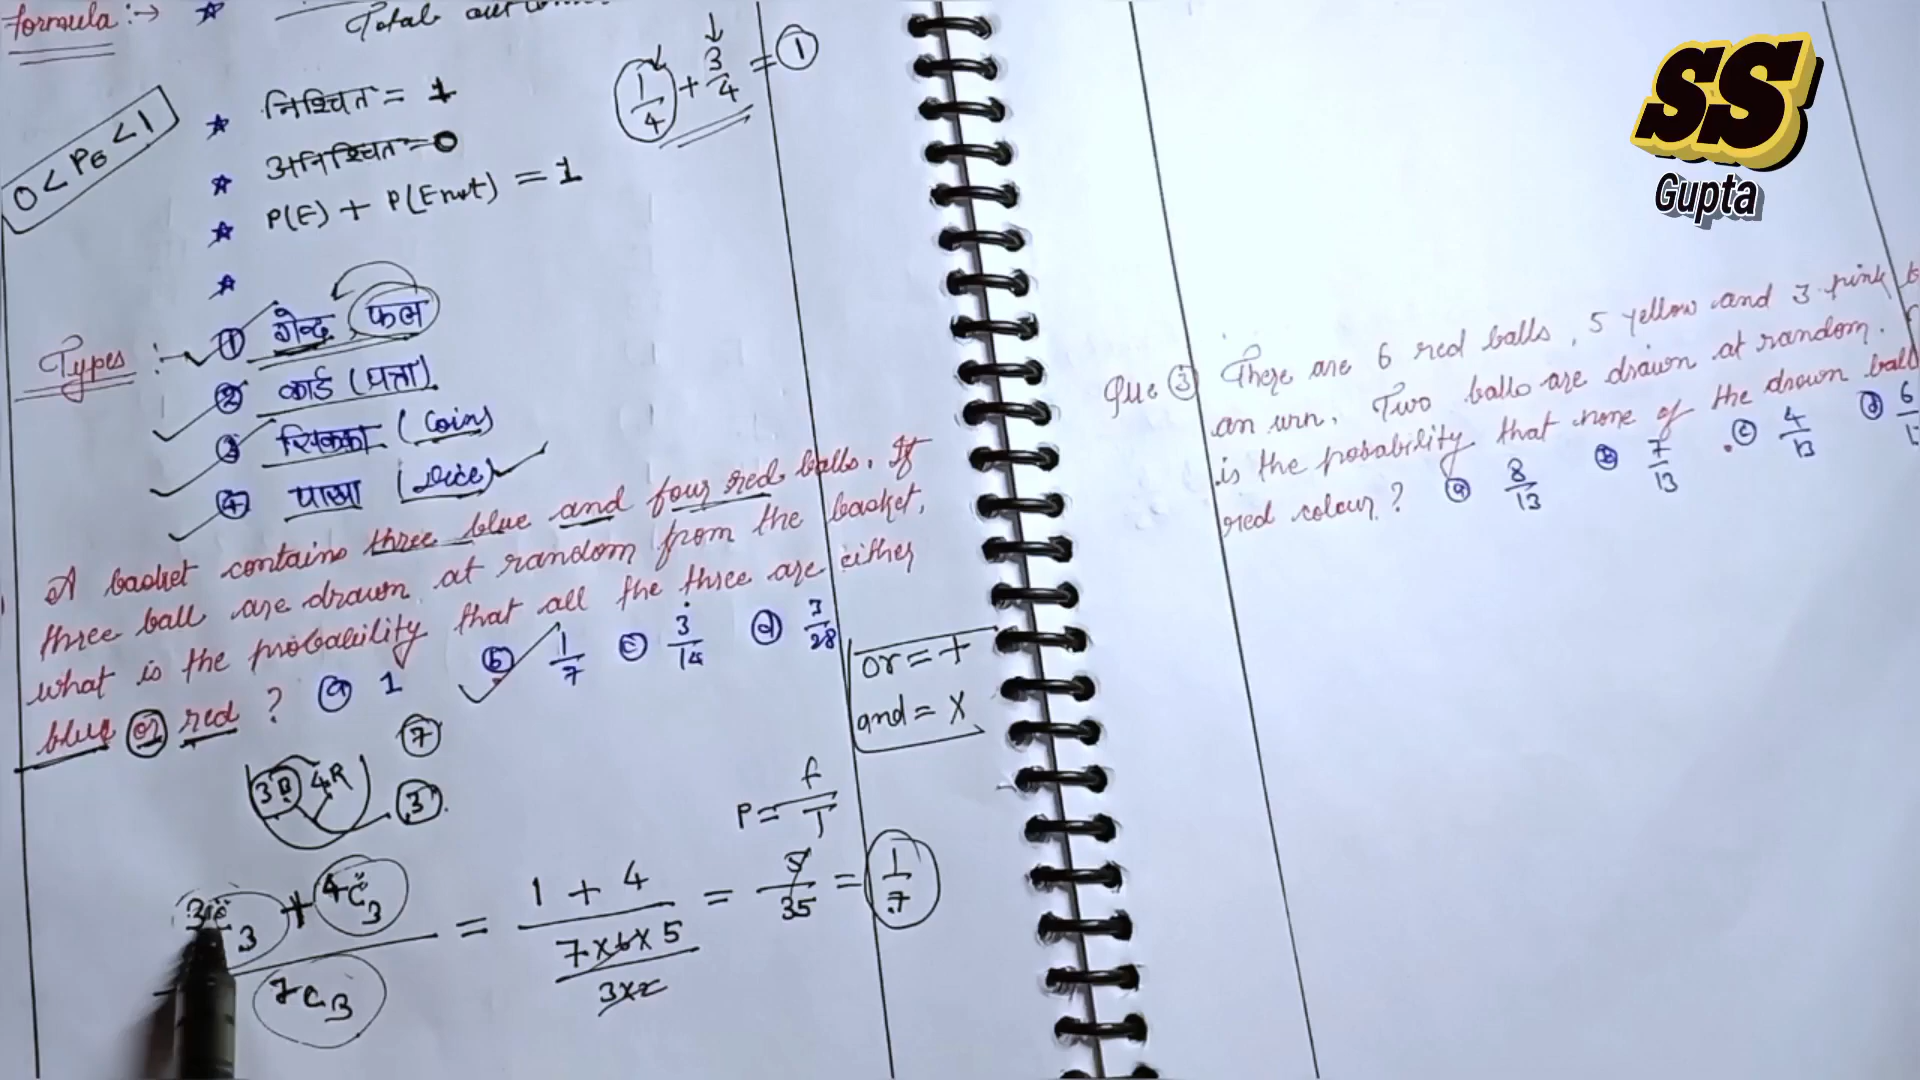 formula :→ ☆ Total outcomes
☆ निश्चित = 1
0 < PE < 1
☆ अनिश्चित = 0
☆ P(E) + P(E not) = 1
☆
1/4 + 3/4 = 1
Types :→ ① गेन्द, फल
② कार्ड (पत्ता)
③ सिक्का (Coin)
④ पासा (Dice)
A basket contains three blue and four red balls. If
three ball are drawn at random from the basket,
what is the probability that all the three are either
blue or red ? ⓐ 1 ⓑ 1/7 ⓒ 3/14 ⓓ 3/28
or = +
and = X
3B 4R ⑦
③
P = f/T
3C3 + 4C3 / 7C3 = 1 + 4 / 7×6×5 / 3×2 = 5/35 = 1/7
Que ③ There are 6 red balls, 5 yellow and 3 pink
an urn. Two balls are drawn at random.
is the probability that none of the drawn ball
red colour ? ⓐ 8/13 ⓑ 7/13 ⓒ 4/13 ⓓ
SS
Gupta